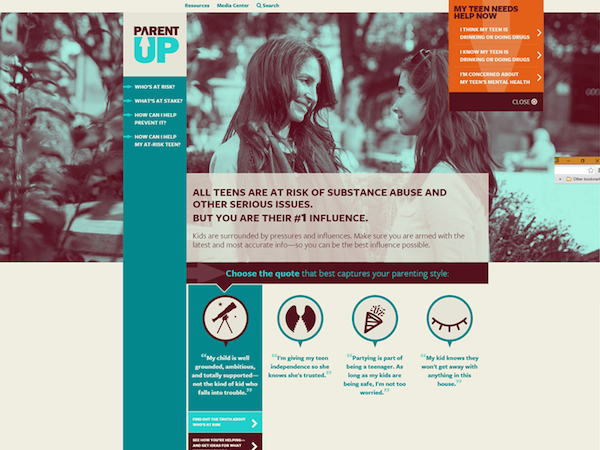 Resources Media Center Search
PARENT
UP
WHO'S AT RISK?
WHAT'S AT STAKE?
HOW CAN I HELP
PREVENT IT?
HOW CAN I HELP
MY AT-RISK TEEN?
MY TEEN NEEDS
HELP NOW
I THINK MY TEEN IS
DRINKING OR DOING DRUGS
I KNOW MY TEEN IS
DRINKING OR DOING DRUGS
I'M CONCERNED ABOUT
MY TEEN'S MENTAL HEALTH
CLOSE
Other bookmar
ALL TEENS ARE AT RISK OF SUBSTANCE ABUSE AND
OTHER SERIOUS ISSUES.
BUT YOU ARE THEIR #1 INFLUENCE.
Kids are surrounded by pressures and influences. Make sure you are armed with the
latest and most accurate info—so you can be the best influence possible.
Choose the quote that best captures your parenting style:
"My child is well
grounded, ambitious,
and totally supported—
not the kind of kid who
falls into trouble."
"I'm giving my teen
independence so she
knows she's trusted."
"Partying is part of
being a teenager. As
long as my kids are
being safe, I'm not too
worried."
"My kid knows they
won't get away with
anything in this
house."
FIND OUT THE TRUTH ABOUT
WHO'S AT RISK
SEE HOW YOU'RE HELPING—
AND GET IDEAS FOR WHAT